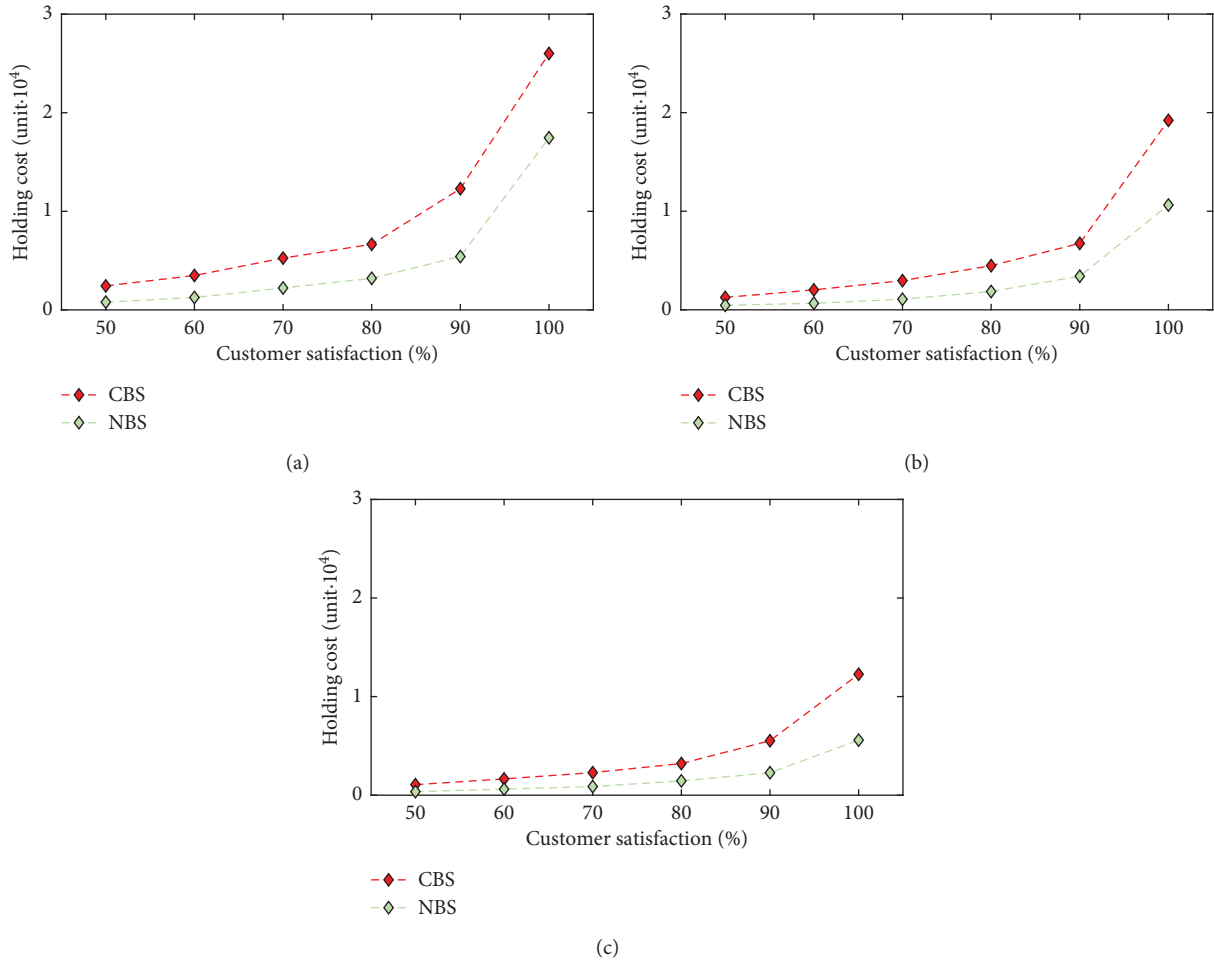 3
2
1
0
Holding cost (unit·10⁴)
50 60 70 80 90 100
Customer satisfaction (%)
CBS
NBS
(a)
3
2
1
0
Holding cost (unit·10⁴)
50 60 70 80 90 100
Customer satisfaction (%)
CBS
NBS
(b)
3
2
1
0
Holding cost (unit·10⁴)
50 60 70 80 90 100
Customer satisfaction (%)
CBS
NBS
(c)